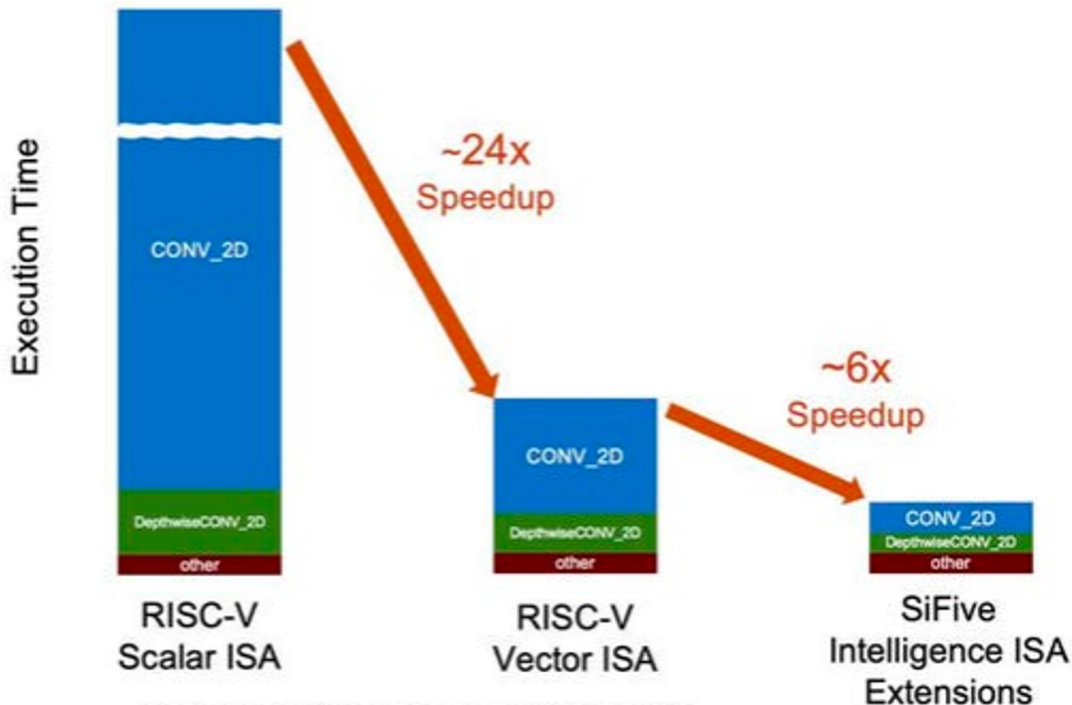 Execution Time
~24x
Speedup
CONV_2D
DepthwiseCONV_2D
other
RISC-V
Scalar ISA
~6x
Speedup
CONV_2D
DepthwiseCONV_2D
other
RISC-V
Vector ISA
CONV_2D
DepthwiseCONV_2D
other
SiFive
Intelligence ISA
Extensions